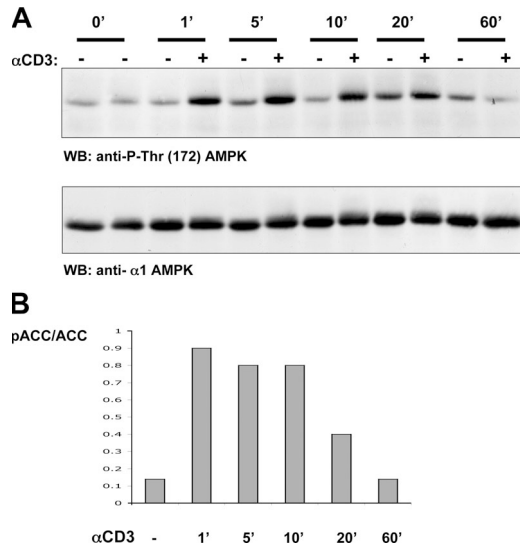 A
0' 1' 5' 10' 20' 60'
αCD3: - - - + - + - + - + - +
WB: anti-P-Thr (172) AMPK
WB: anti- α1 AMPK
B
pACC/ACC
1
0.9
0.8
0.7
0.6
0.5
0.4
0.3
0.2
0.1
0
αCD3 - 1' 5' 10' 20' 60'